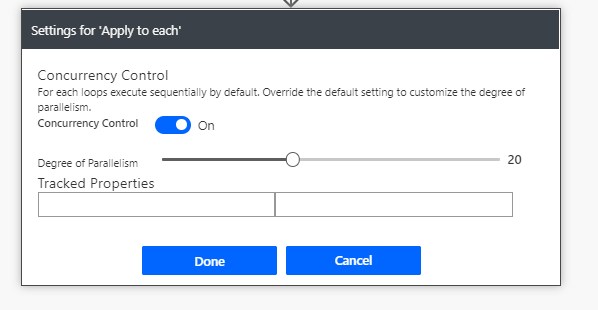 Settings for 'Apply to each'
Concurrency Control
For each loops execute sequentially by default. Override the default setting to customize the degree of
parallelism.
Concurrency Control On
Degree of Parallelism 20
Tracked Properties
Done Cancel